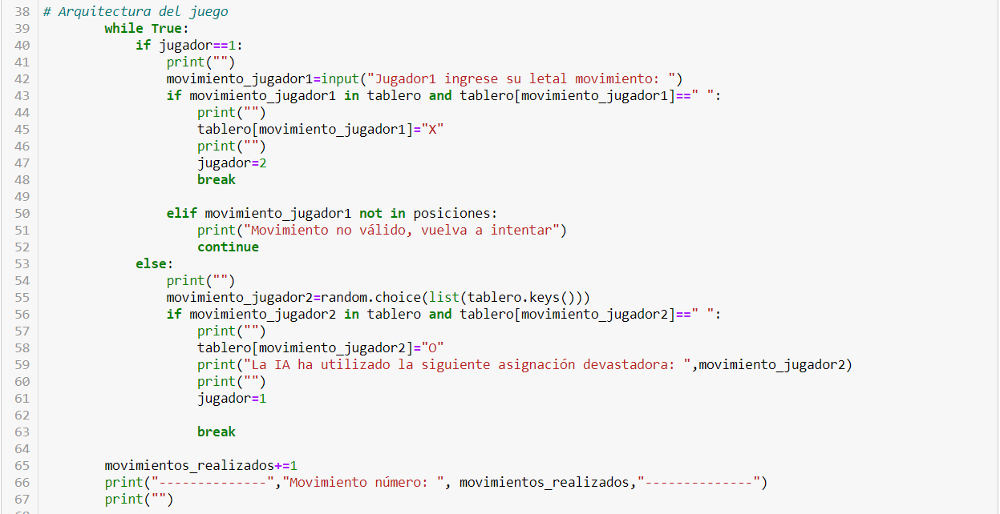 38 # Arquitectura del juego
39         while True:
40             if jugador==1:
41                 print("")
42                 movimiento_jugador1=input("Jugador1 ingrese su letal movimiento: ")
43                 if movimiento_jugador1 in tablero and tablero[movimiento_jugador1]==" ":
44                     print("")
45                     tablero[movimiento_jugador1]="X"
46                     print("")
47                     jugador=2
48                     break
49
50                 elif movimiento_jugador1 not in posiciones:
51                     print("Movimiento no válido, vuelva a intentar")
52                     continue
53             else:
54                 print("")
55                 movimiento_jugador2=random.choice(list(tablero.keys()))
56                 if movimiento_jugador2 in tablero and tablero[movimiento_jugador2]==" ":
57                     print("")
58                     tablero[movimiento_jugador2]="O"
59                     print("La IA ha utilizado la siguiente asignación devastadora: ",movimiento_jugador2)
60                     print("")
61                     jugador=1
62
63                     break
64
65         movimientos_realizados+=1
66         print("--------------","Movimiento número: ", movimientos_realizados,"--------------")
67         print("")